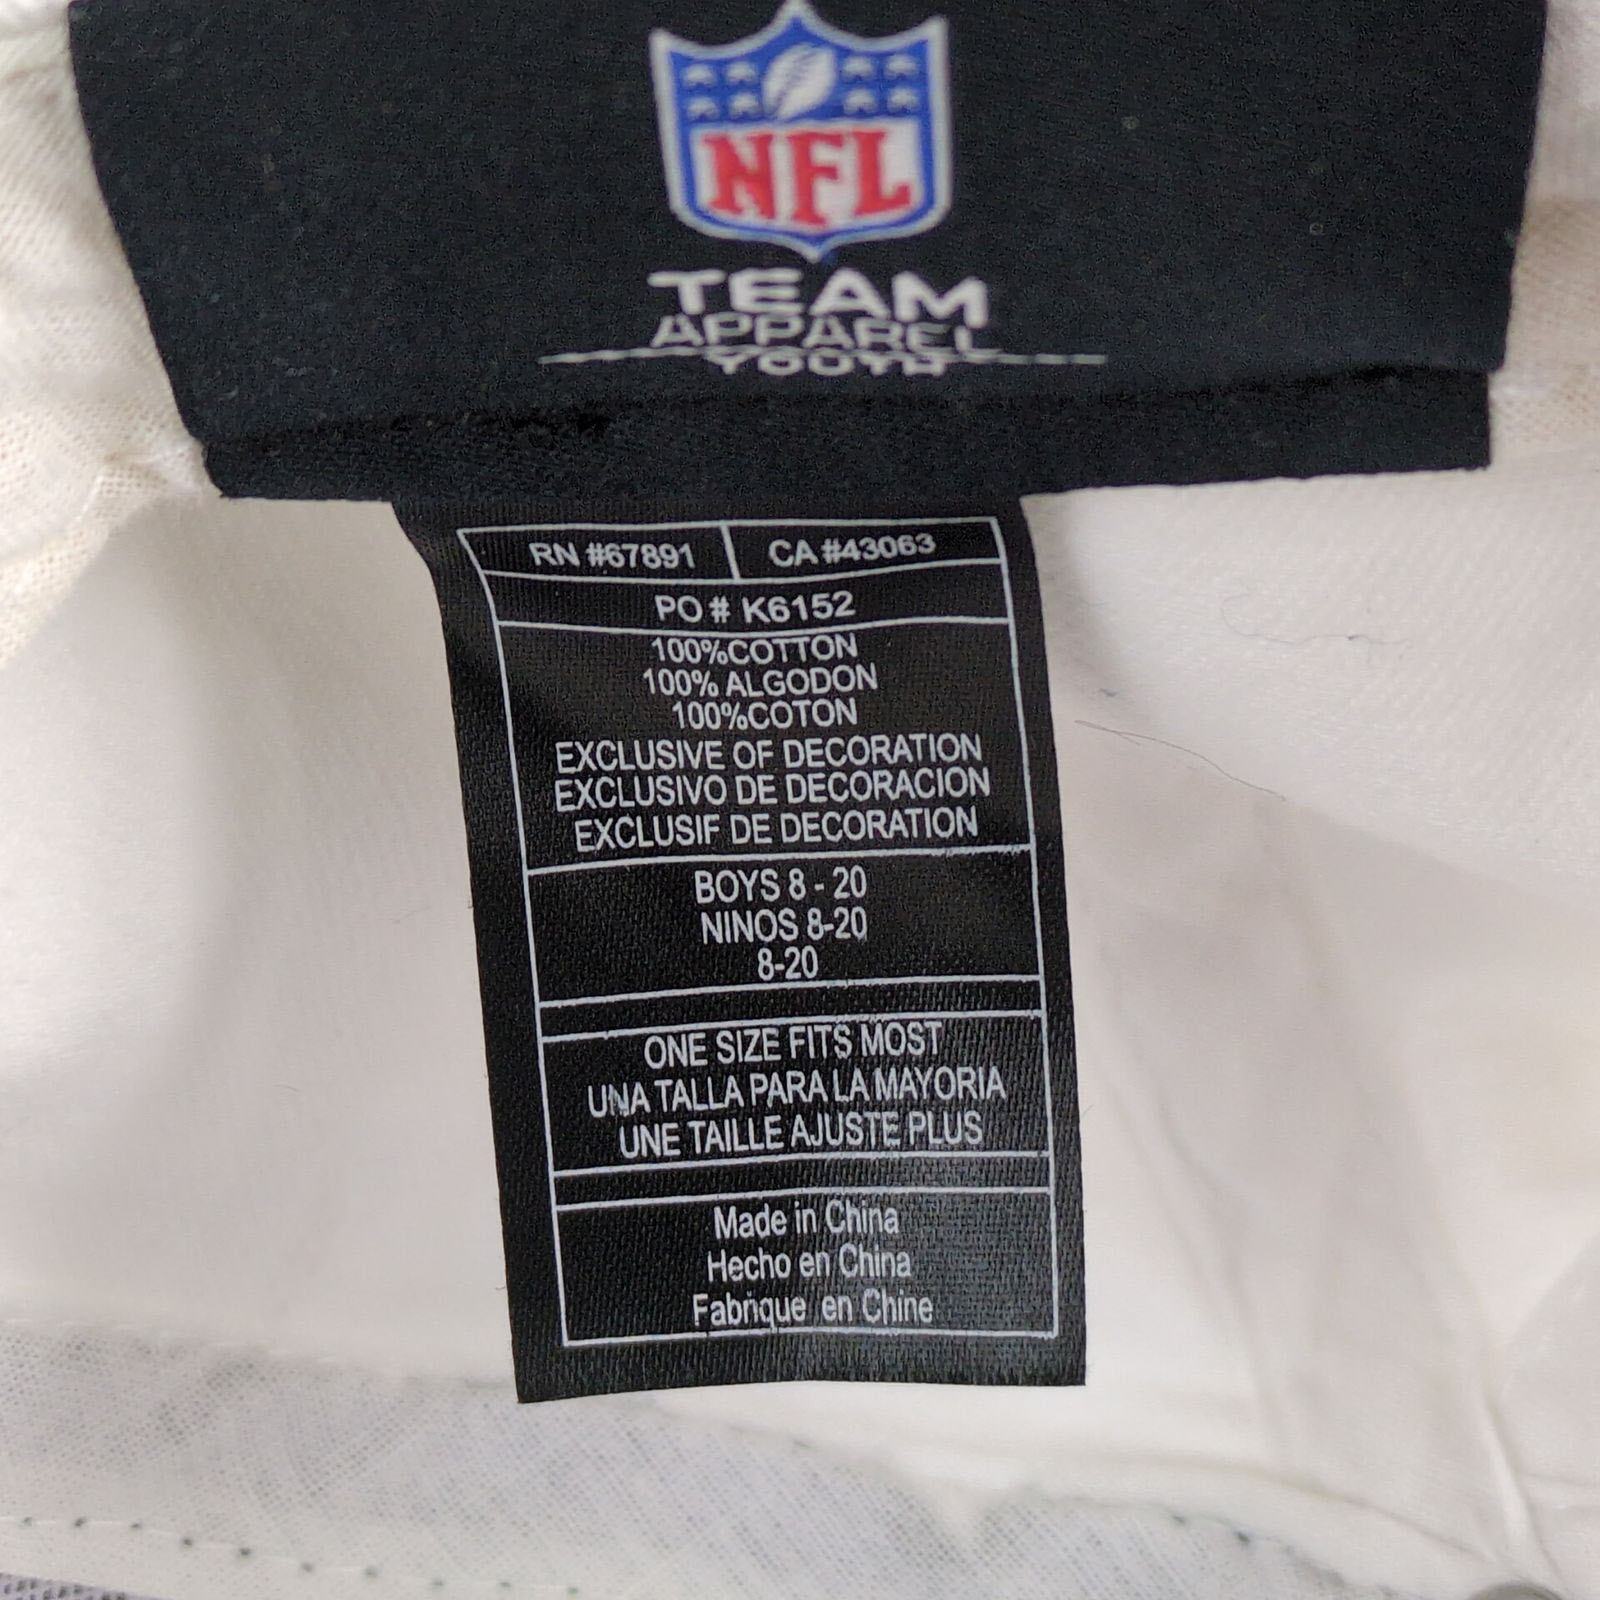 NFL
TEAM
APPAREL
YOUTH
RN #67891 CA #43063
PO # K6152
100%COTTON
100% ALGODON
100%COTON
EXCLUSIVE OF DECORATION
EXCLUSIVO DE DECORACION
EXCLUSIF DE DECORATION
BOYS 8 - 20
NINOS 8-20
8-20
ONE SIZE FITS MOST
UNA TALLA PARA LA MAYORIA
UNE TAILLE AJUSTE PLUS
Made in China
Hecho en China
Fabrique en Chine